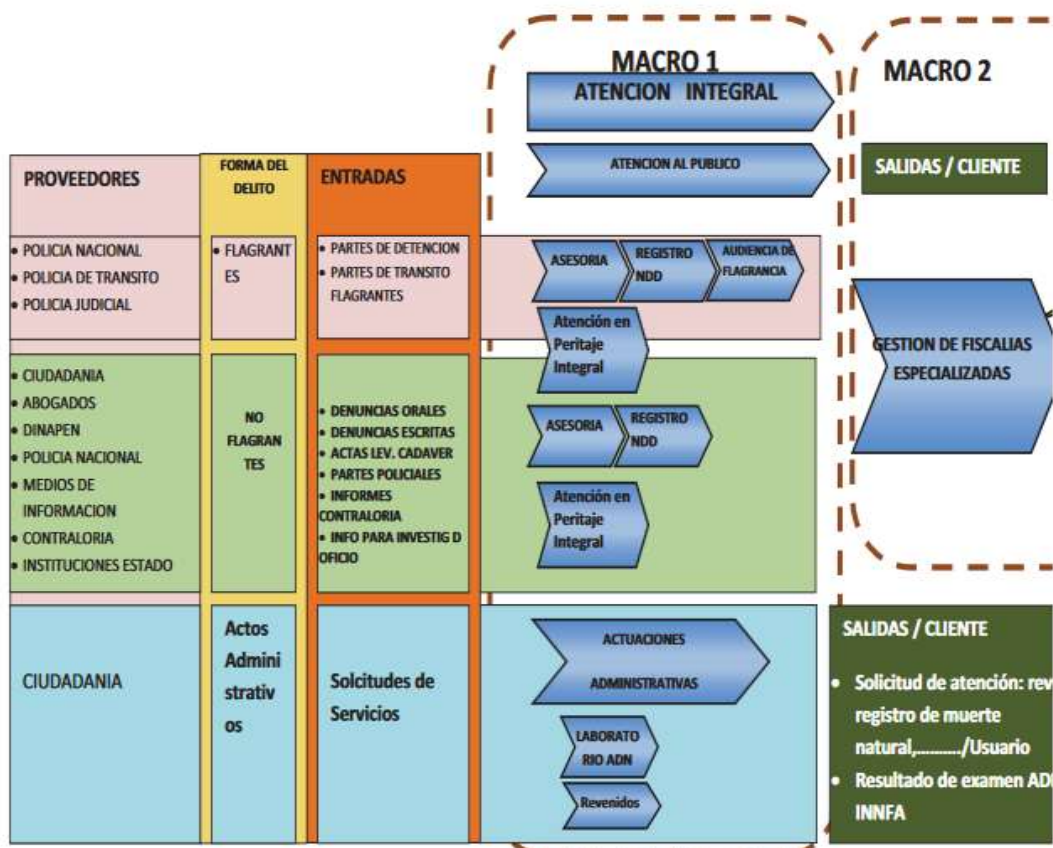 MACRO 1
ATENCION INTEGRAL
ATENCION AL PUBLICO
MACRO 2
SALIDAS / CLIENTE
PROVEEDORES
FORMA DEL
DELITO
ENTRADAS
• POLICIA NACIONAL
• POLICIA DE TRANSITO
• POLICIA JUDICIAL
• FLAGRANT
ES
• PARTES DE DETENCION
• PARTES DE TRANSITO
FLAGRANTES
ASESORIA
REGISTRO
NDD
AUDIENCIA DE
FLAGRANCIA
Atención en
Peritaje
Integral
GESTION DE FISCALIAS
ESPECIALIZADAS
• CIUDADANIA
• ABOGADOS
• DINAPEN
• POLICIA NACIONAL
• MEDIOS DE
INFORMACION
• CONTRALORIA
• INSTITUCIONES ESTADO
NO
FLAGRAN
TES
• DENUNCIAS ORALES
• DENUNCIAS ESCRITAS
• ACTAS LEV. CADAVER
• PARTES POLICIALES
• INFORMES
CONTRALORIA
• INFO PARA INVESTIG D
OFICIO
ASESORIA
REGISTRO
NDD
Atención en
Peritaje
Integral
CIUDADANIA
Actos
Admini
strativ
os
Solcitudes de
Servicios
ACTUACIONES
ADMINISTRATIVAS
LABORATO
RIO ADN
Revenidos
SALIDAS / CLIENTE
• Solicitud de atención: rev
registro de muerte
natural,........../Usuario
• Resultado de examen AD
INNFA